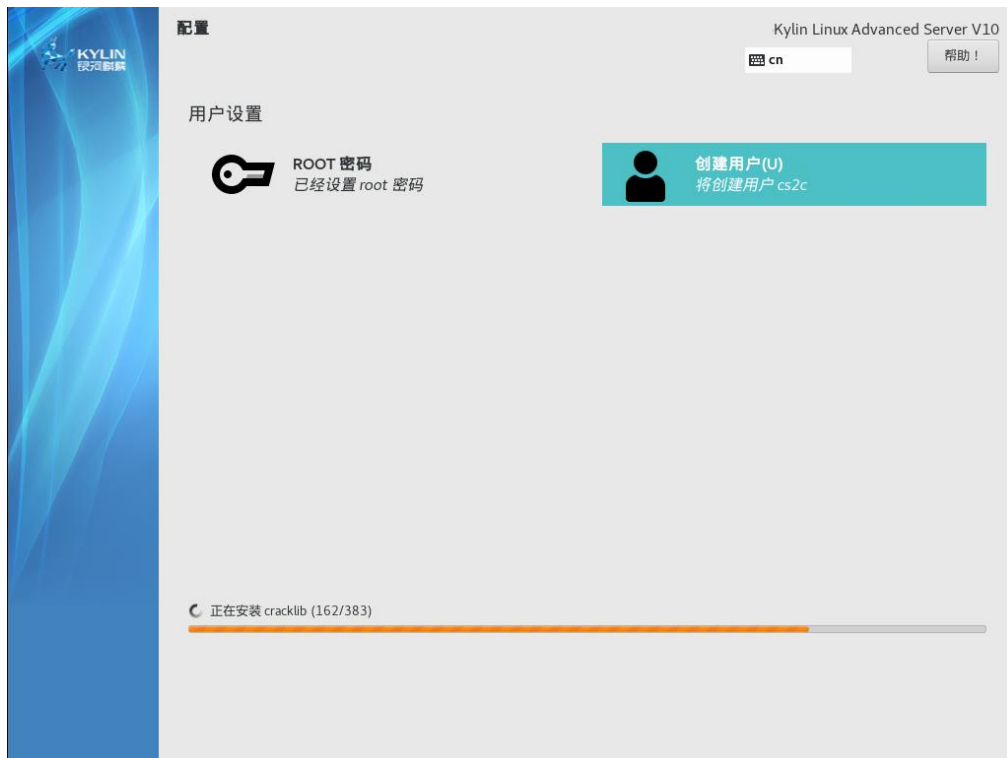 KYLIN
银河麒麟
配置
Kylin Linux Advanced Server V10
cn
帮助！
用户设置
ROOT 密码
已经设置 root 密码
创建用户(U)
将创建用户 cs2c
正在安装 cracklib (162/383)